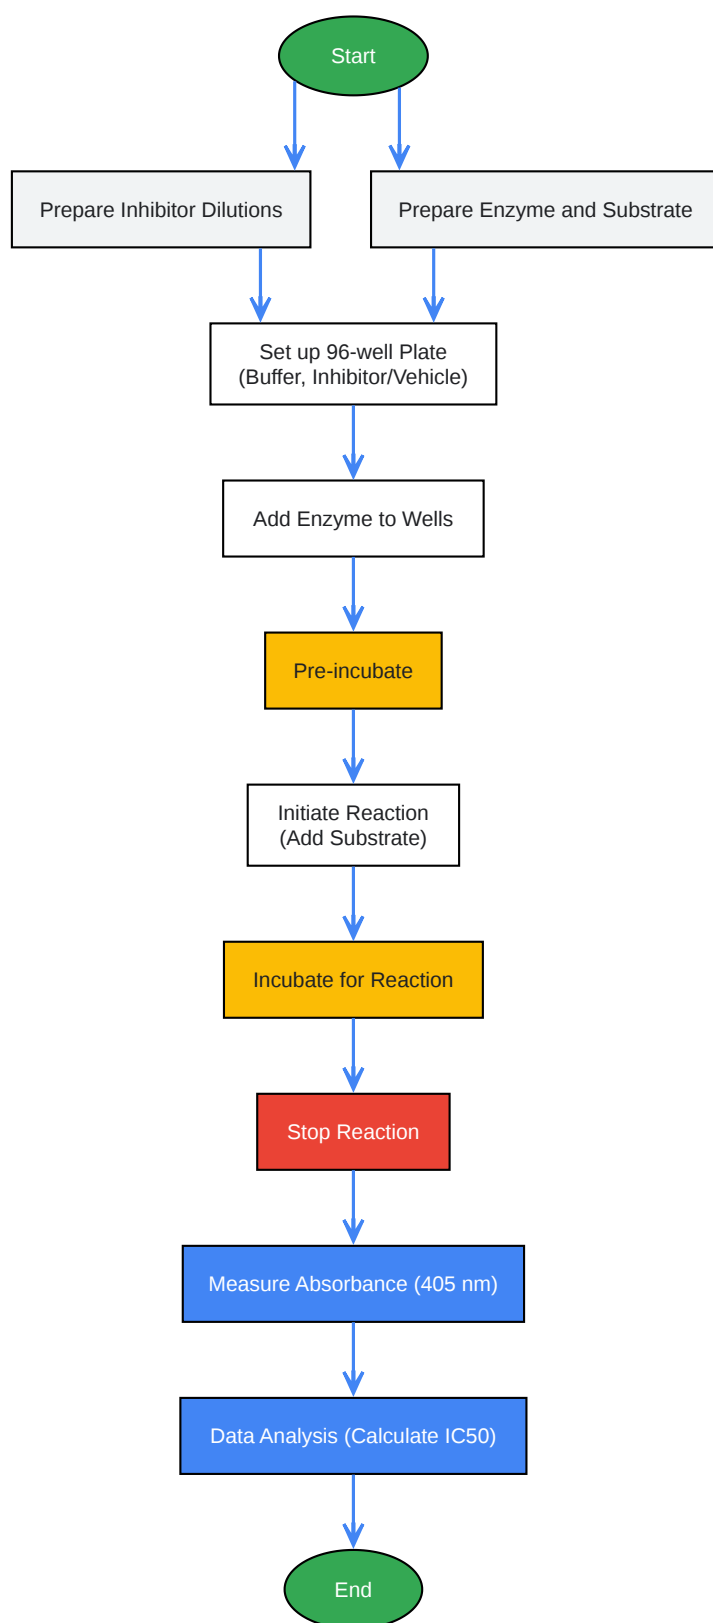 Start
Prepare Inhibitor Dilutions
Prepare Enzyme and Substrate
Set up 96-well Plate
(Buffer, Inhibitor/Vehicle)
Add Enzyme to Wells
Pre-incubate
Initiate Reaction
(Add Substrate)
Incubate for Reaction
Stop Reaction
Measure Absorbance (405 nm)
Data Analysis (Calculate IC50)
End